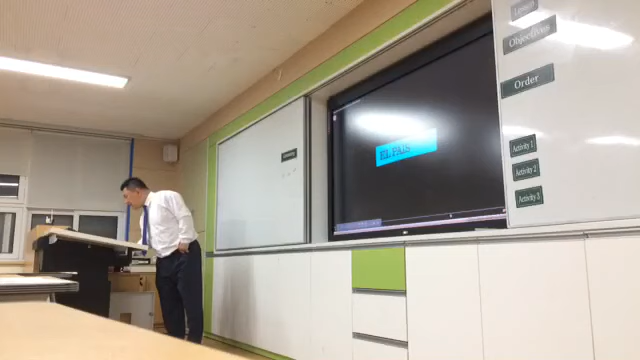 Lesson
Objectives
Order
EL PAÍS
Activity 1
Activity 2
Activity 3